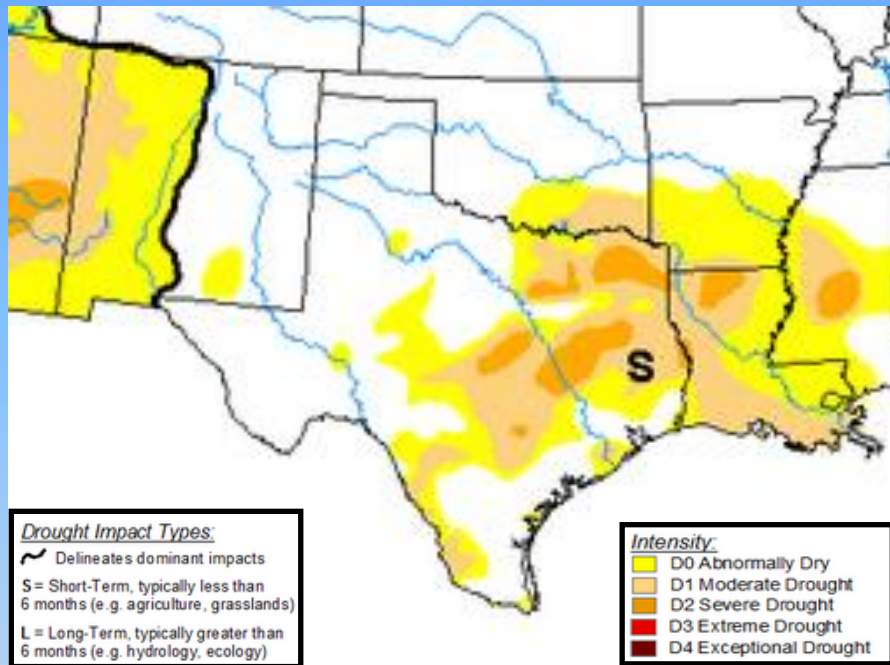 S
Drought Impact Types:
Delineates dominant impacts
S = Short-Term, typically less than
6 months (e.g. agriculture, grasslands)
L = Long-Term, typically greater than
6 months (e.g. hydrology, ecology)
Intensity:
D0 Abnormally Dry
D1 Moderate Drought
D2 Severe Drought
D3 Extreme Drought
D4 Exceptional Drought